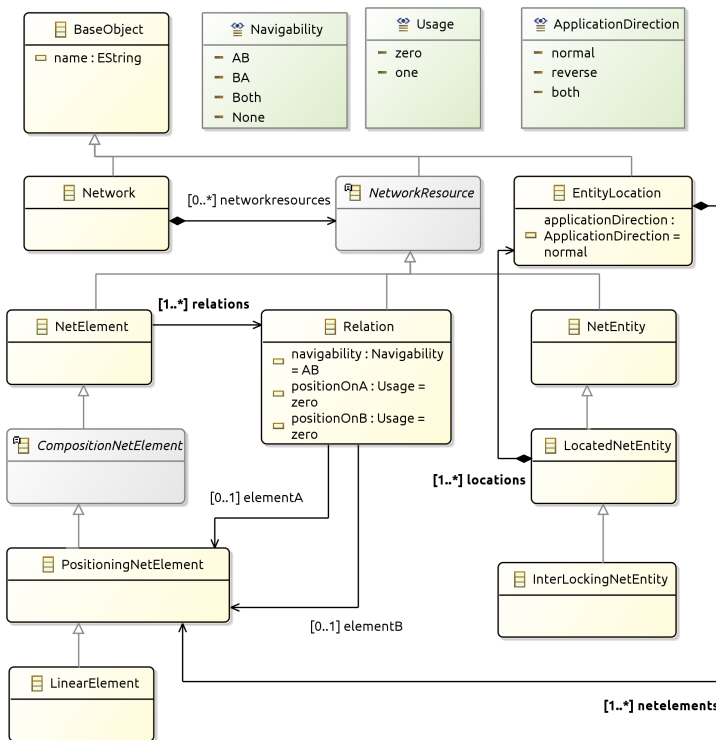 BaseObject
name : EString
Navigability
AB
BA
Both
None
Usage
zero
one
ApplicationDirection
normal
reverse
both
Network
[0..*] networkresources
NetworkResource
EntityLocation
applicationDirection :
ApplicationDirection =
normal
NetElement
[1..*] relations
Relation
navigability : Navigability
= AB
positionOnA : Usage =
zero
positionOnB : Usage =
zero
NetEntity
CompositionNetElement
LocatedNetEntity
[1..*] locations
[0..1] elementA
PositioningNetElement
InterLockingNetEntity
[0..1] elementB
LinearElement
[1..*] netelements